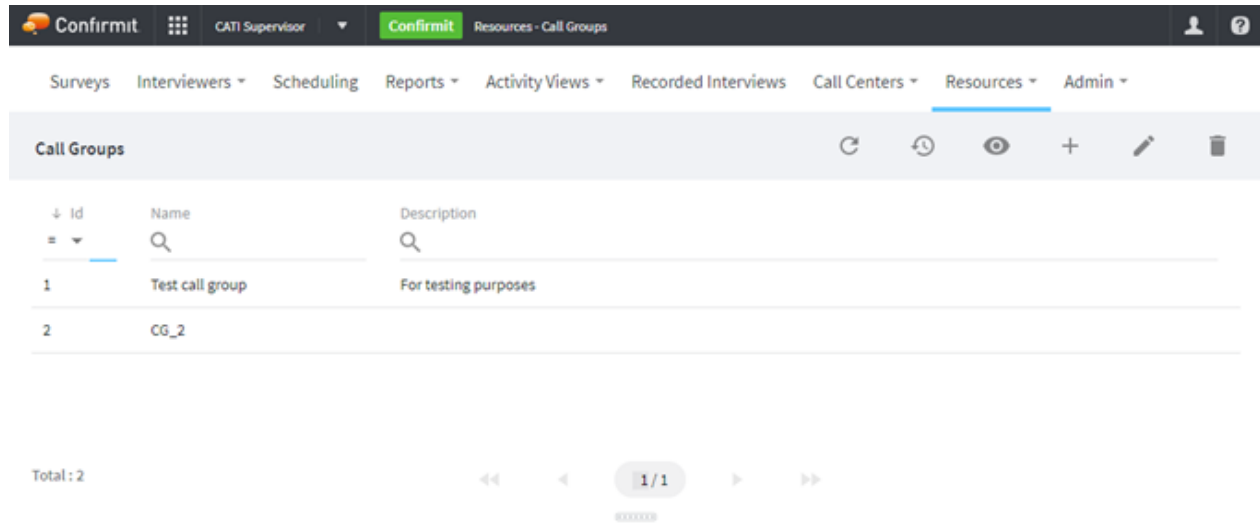 Confirmit CATI Supervisor Confirmit Resources - Call Groups ?
Surveys Interviewers Scheduling Reports Activity Views Recorded Interviews Call Centers Resources Admin
Call Groups
Id Name Description
=
1 Test call group For testing purposes
2 CG_2
Total : 2 1 / 1